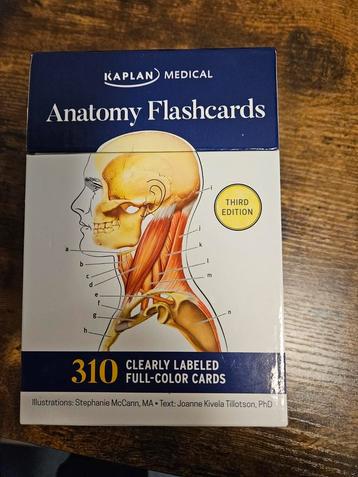 KAPLAN MEDICAL
Anatomy Flashcards
THIRD
EDITION
i
j
a
k
b
l
c
m
d
e
f
n
g
h
310 CLEARLY LABELED
FULL-COLOR CARDS
Illustrations: Stephanie McCann, MA • Text: Joanne Kivela Tillotson, PhD